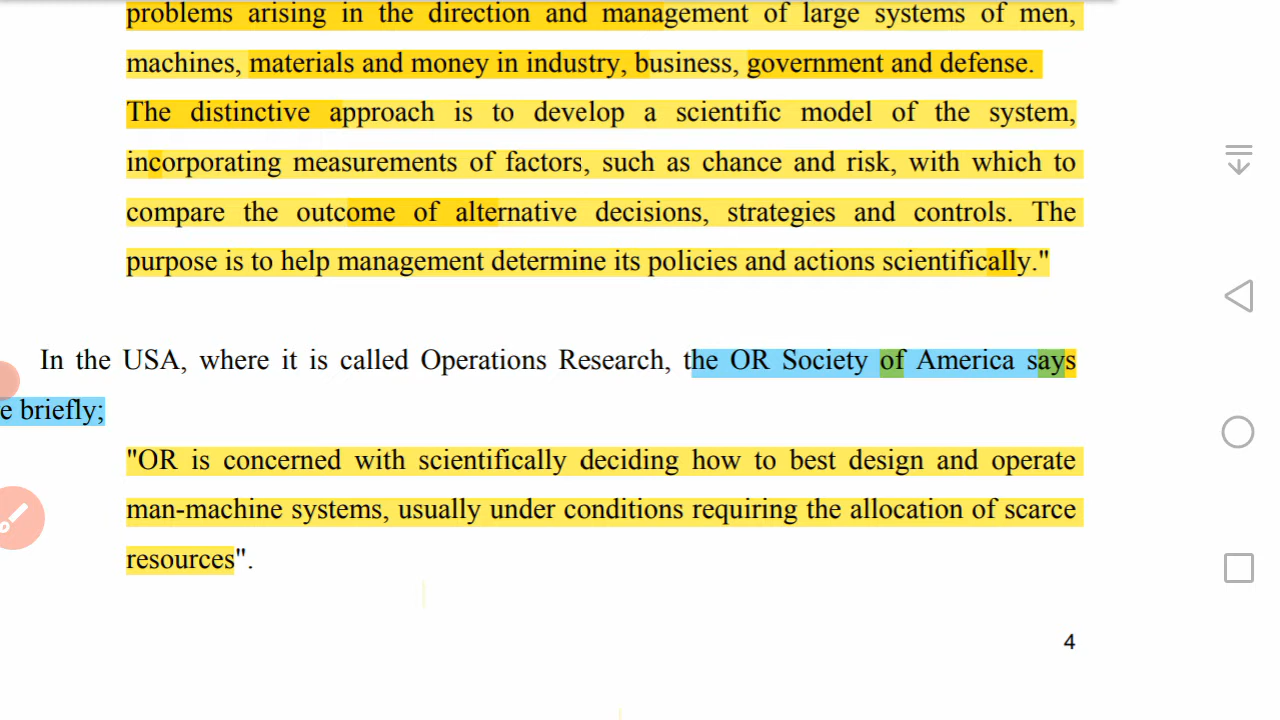 problems arising in the direction and management of large systems of men,
machines, materials and money in industry, business, government and defense.
The distinctive approach is to develop a scientific model of the system,
incorporating measurements of factors, such as chance and risk, with which to
compare the outcome of alternative decisions, strategies and controls. The
purpose is to help management determine its policies and actions scientifically."
In the USA, where it is called Operations Research, the OR Society of America says
briefly;
"OR is concerned with scientifically deciding how to best design and operate
man-machine systems, usually under conditions requiring the allocation of scarce
resources".
4